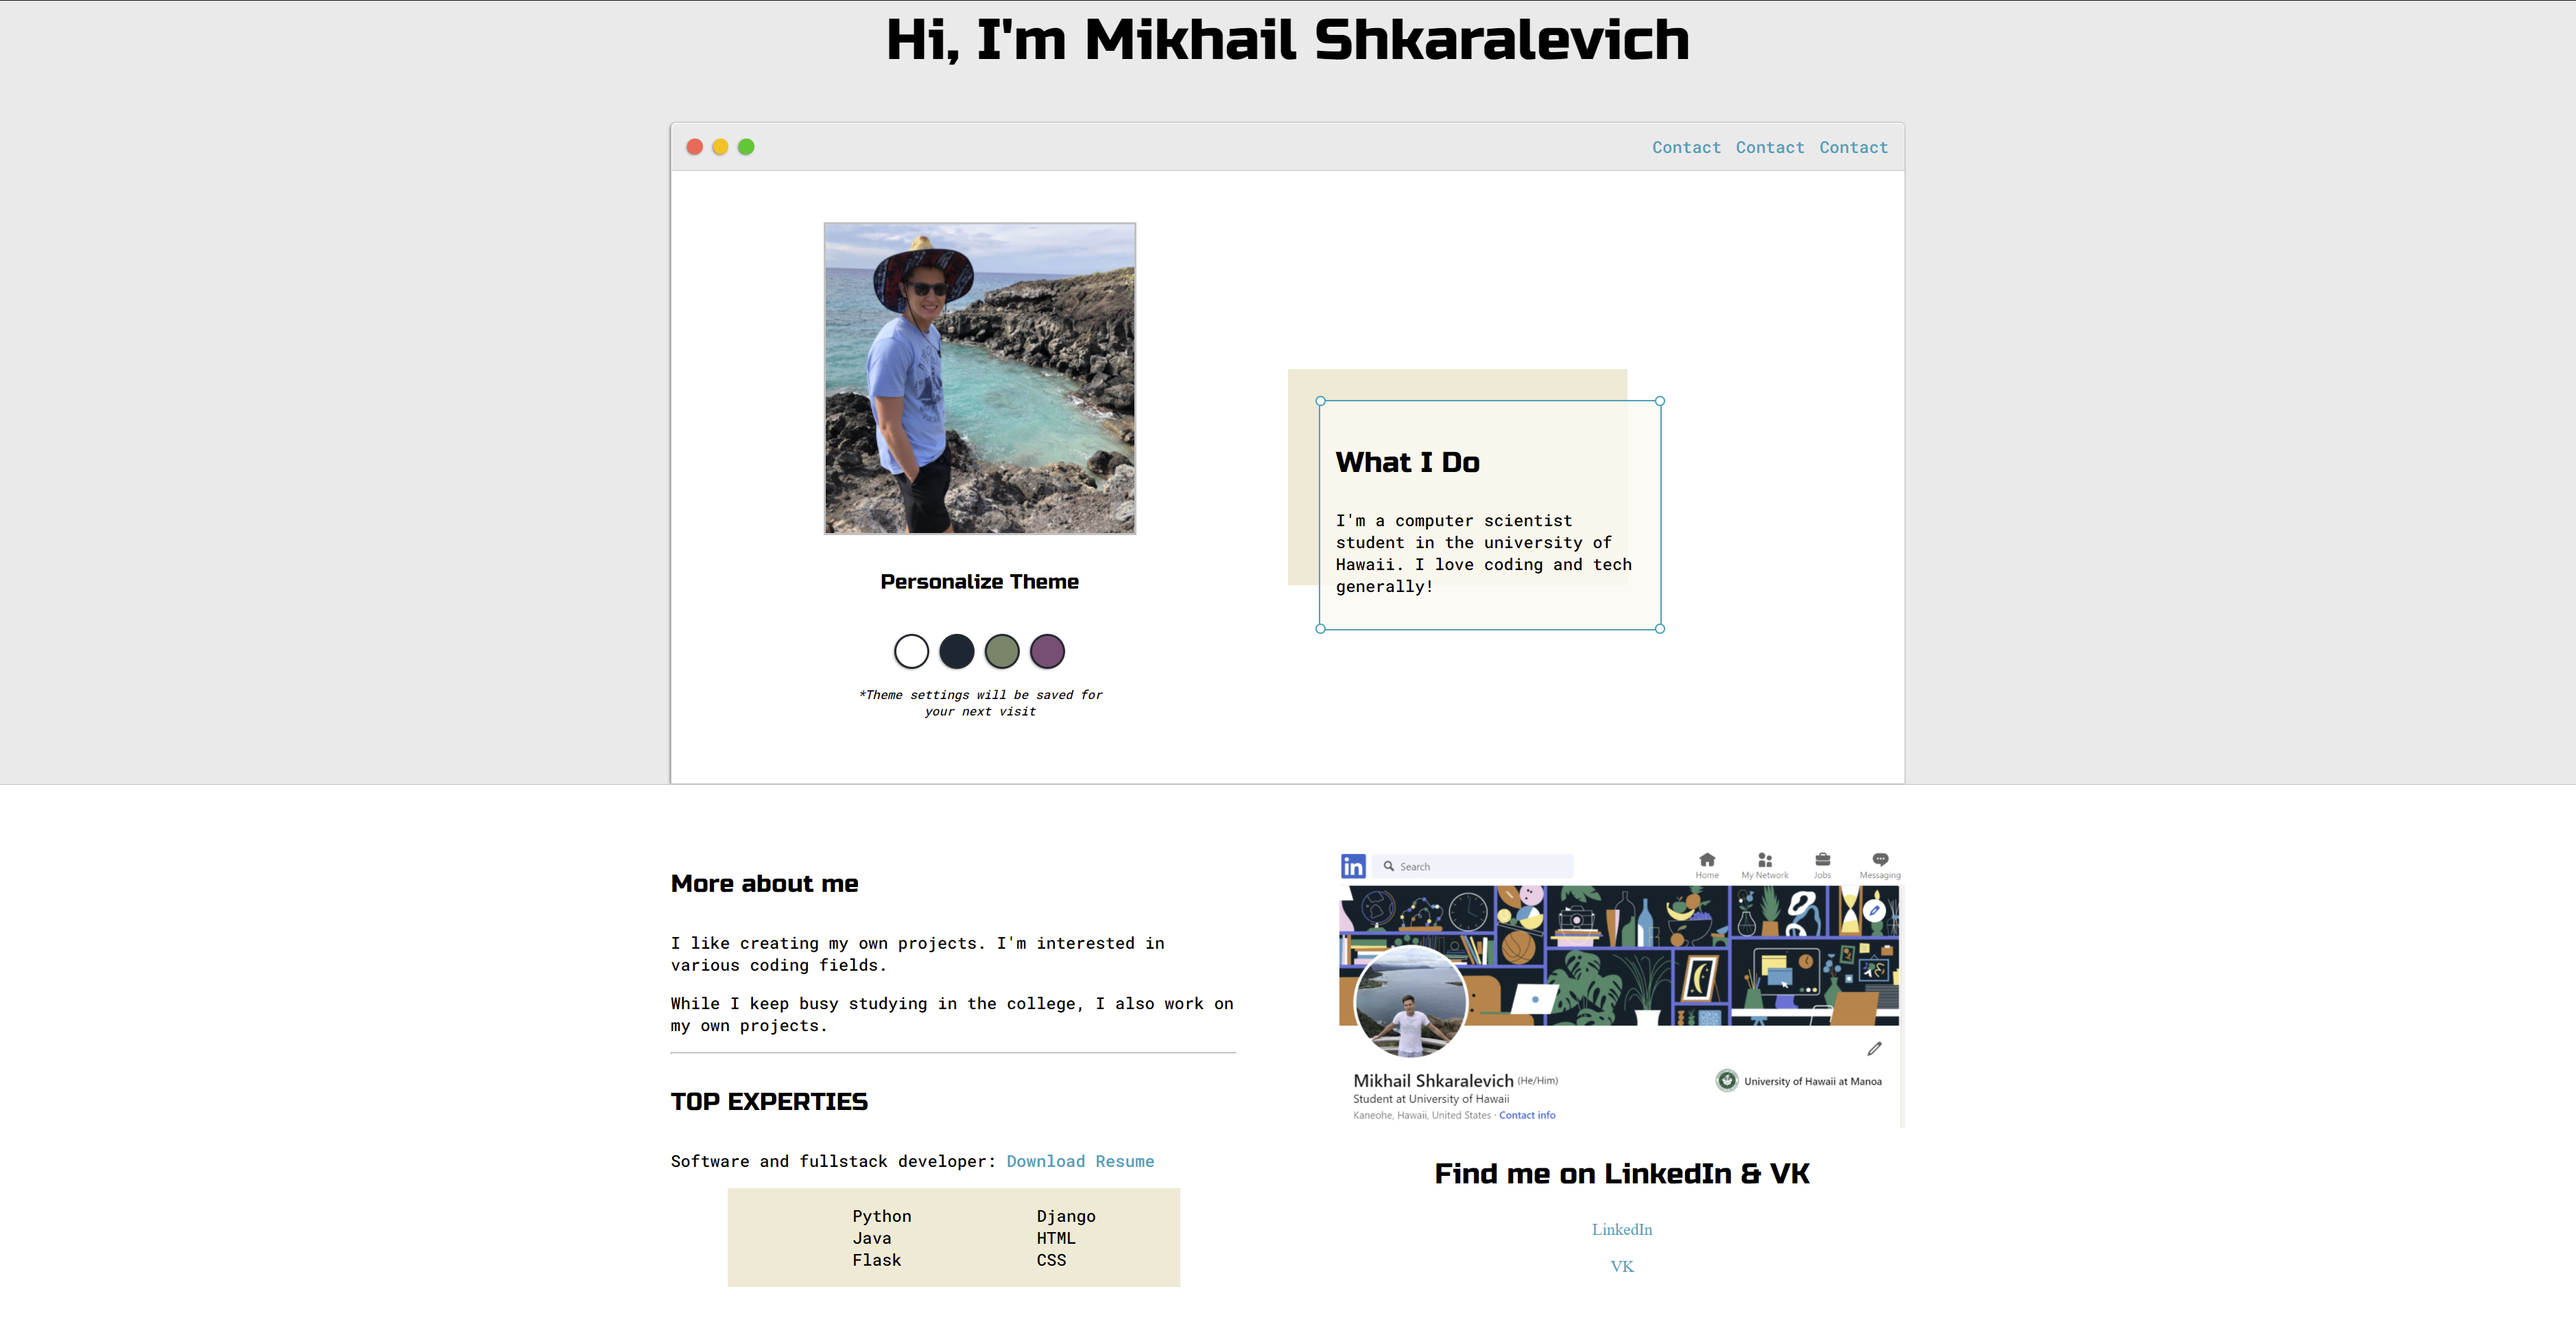 Hi, I'm Mikhail Shkaralevich
Contact Contact Contact
What I Do
I'm a computer scientist
student in the university of
Hawaii. I love coding and tech
generally!
Personalize Theme
*Theme settings will be saved for
your next visit
More about me
I like creating my own projects. I'm interested in
various coding fields.
While I keep busy studying in the college, I also work on
my own projects.
TOP EXPERTIES
Software and fullstack developer: Download Resume
Python Django
Java HTML
Flask CSS
in Search Home My Network Jobs Messaging
Mikhail Shkaralevich (He/Him)
University of Hawaii at Manoa
Student at University of Hawaii
Kaneohe, Hawaii, United States · Contact info
Find me on LinkedIn & VK
LinkedIn
VK